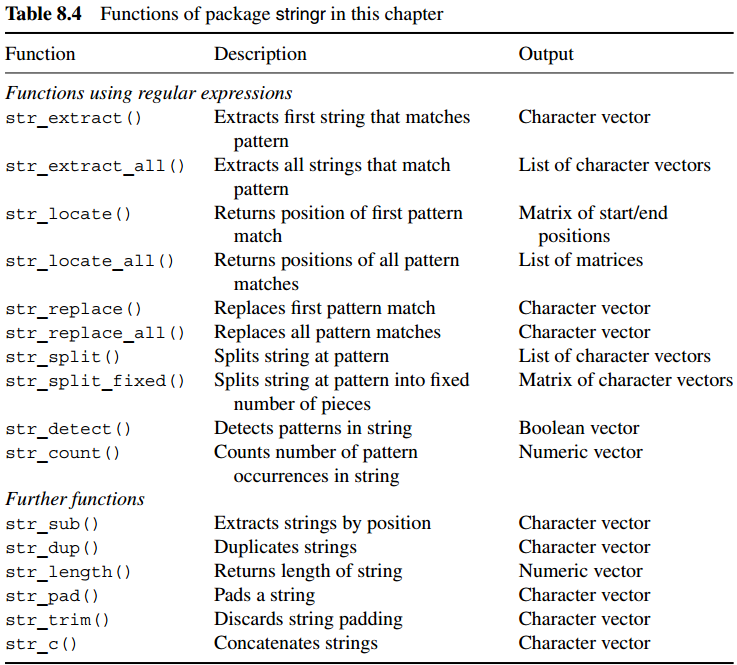 Table 8.4 Functions of package stringr in this chapter
Function Description Output
Functions using regular expressions
str_extract() Extracts first string that matches Character vector
pattern
str_extract_all() Extracts all strings that match List of character vectors
pattern
str_locate() Returns position of first pattern Matrix of start/end
match positions
str_locate_all() Returns positions of all pattern List of matrices
matches
str_replace() Replaces first pattern match Character vector
str_replace_all() Replaces all pattern matches Character vector
str_split() Splits string at pattern List of character vectors
str_split_fixed() Splits string at pattern into fixed Matrix of character vectors
number of pieces
str_detect() Detects patterns in string Boolean vector
str_count() Counts number of pattern Numeric vector
occurrences in string
Further functions
str_sub() Extracts strings by position Character vector
str_dup() Duplicates strings Character vector
str_length() Returns length of string Numeric vector
str_pad() Pads a string Character vector
str_trim() Discards string padding Character vector
str_c() Concatenates strings Character vector